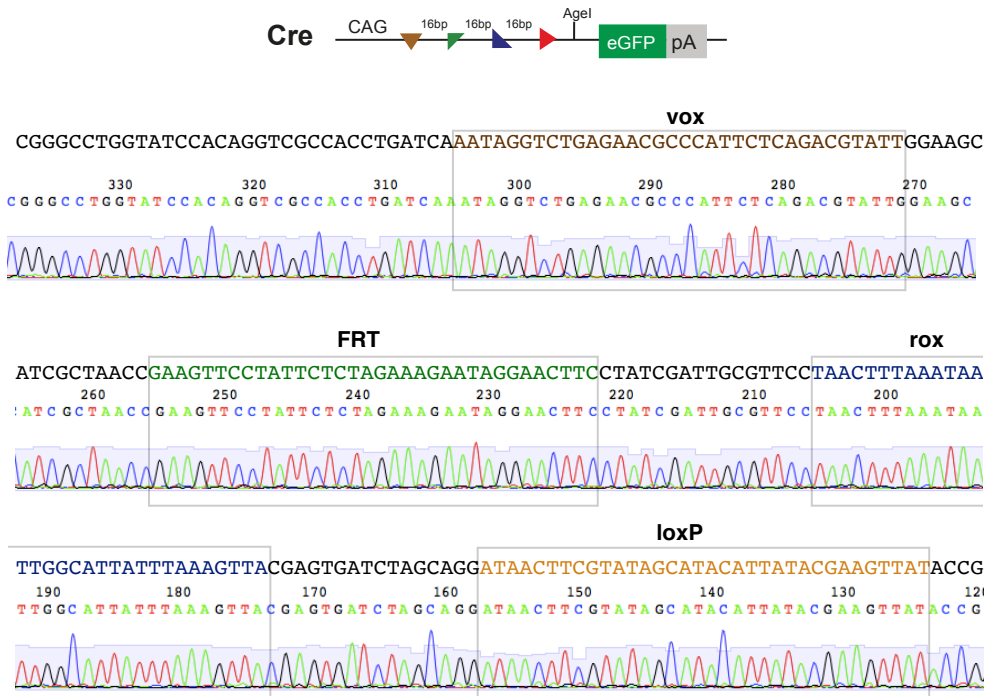 Cre CAG 16bp 16bp 16bp AgeI eGFP pA
vox
CGGGCCTGGTATCCACAGGTCGCCACCTGATCAAATAGGTCTGAGAACGCCCATTCTCAGACGTATTGGAAGC
330 320 310 300 290 280 270
CGGGCCTGGTATCCACAGGTCGCCACCTGATCAAATAGGTCTGAGAACGCCCATTCTCAGACGTATTGGAAGC
FRT rox
ATCGCTAACCGAAGTTCCTATTCTCTAGAAAGAATAGGAACTTCCTATCGATTGCGTTCCTAACTTTAAATAA
260 250 240 230 220 210 200
ATCGCTAACCGAAGTTCCTATTCTCTAGAAAGAATAGGAACTTCCTATCGATTGCGTTCCTAACTTTAAATAA
loxP
TTGGCATTATTTAAAGTTACGAGTGATCTAGCAGGATAACTTCGTATAGCATACATTATACGAAGTTATACCG
190 180 170 160 150 140 130 120
TTGGCATTATTTAAAGTTACGAGTGATCTAGCAGGATAACTTCGTATAGCATACATTATACGAAGTTATACCG